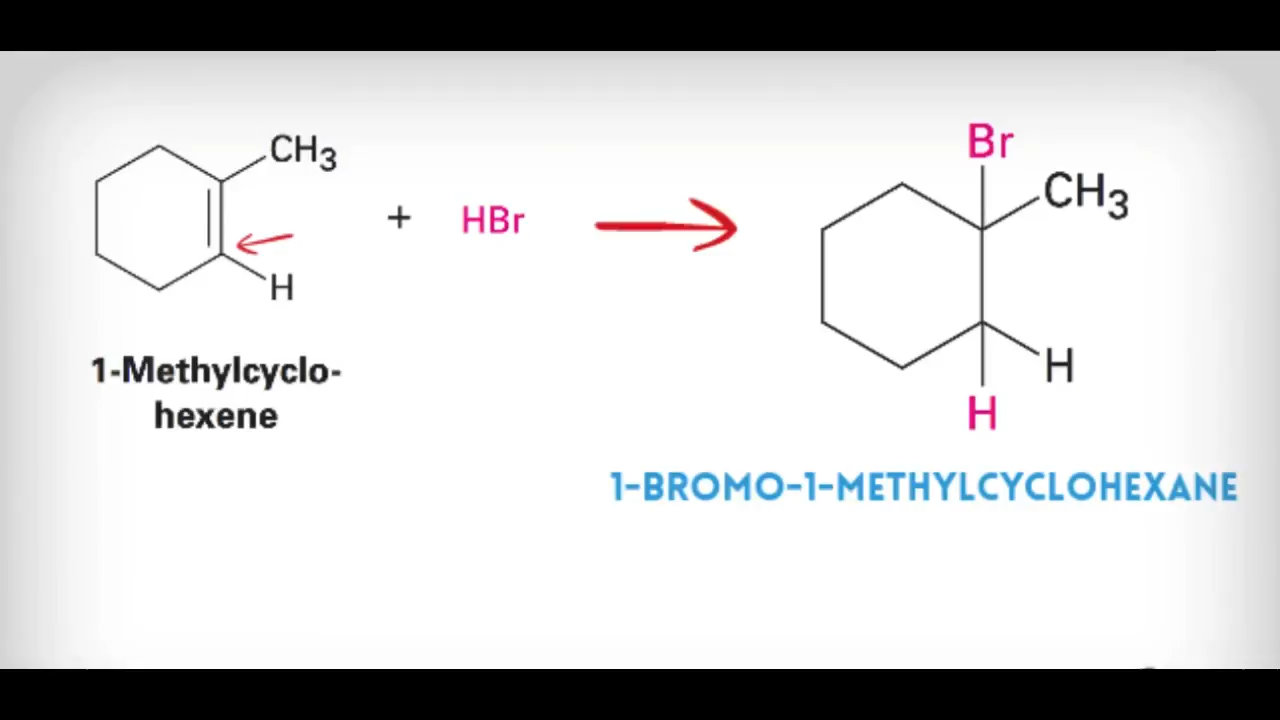 CH3
H
+
HBr
1-Methylcyclo-
hexene
Br
CH3
H
H
1-BROMO-1-METHYLCYCLOHEXANE